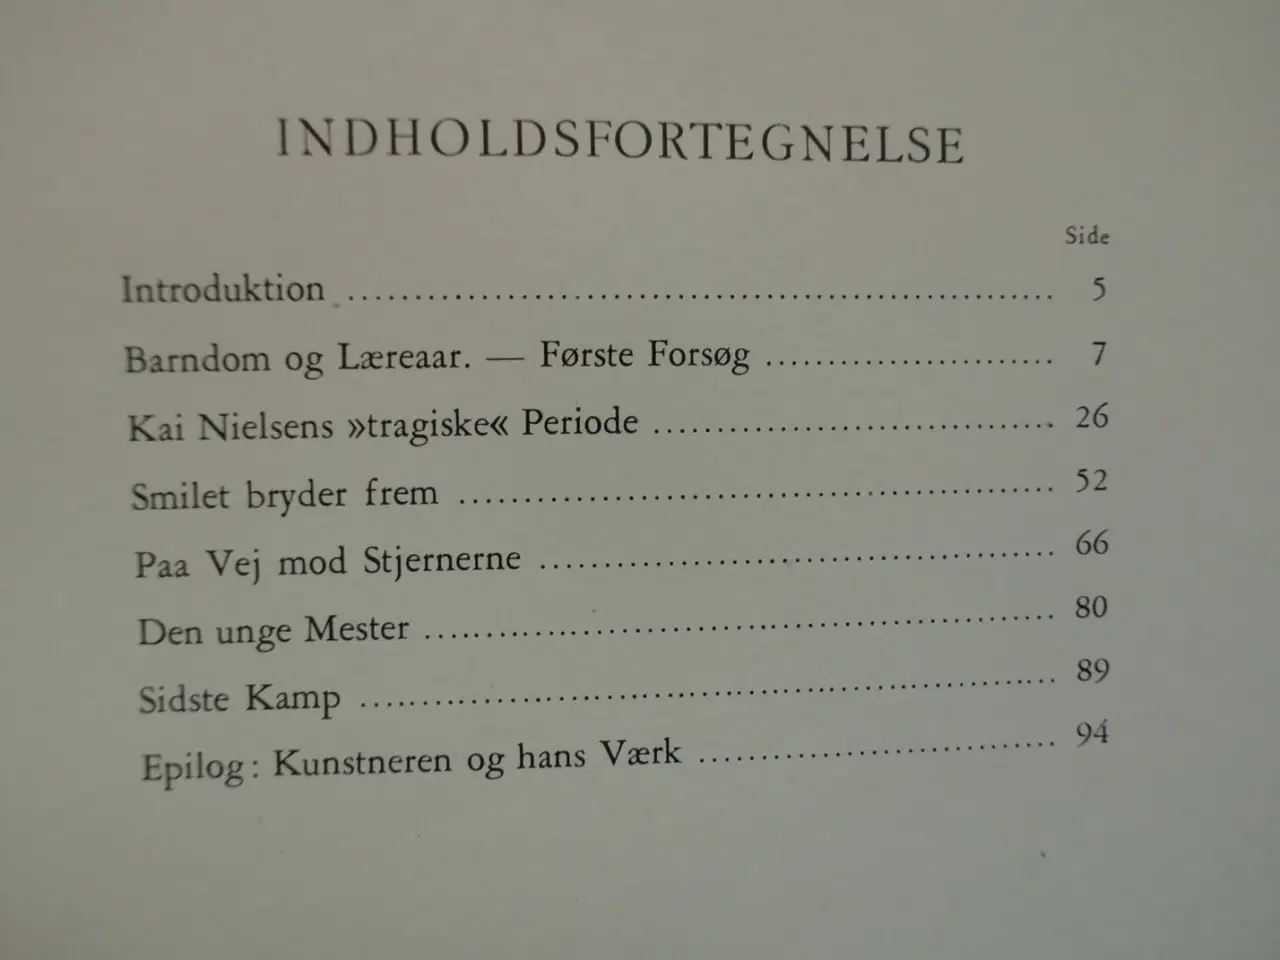 INDHOLDSFORTEGNELSE
Side
Introduktion ........................................................ 5
Barndom og Læreaar. — Første Forsøg .......................... 7
Kai Nielsens »tragiske« Periode .................................... 26
Smilet bryder frem .................................................... 52
Paa Vej mod Stjernerne .............................................. 66
Den unge Mester ........................................................ 80
Sidste Kamp .............................................................. 89
Epilog: Kunstneren og hans Værk ................................ 94